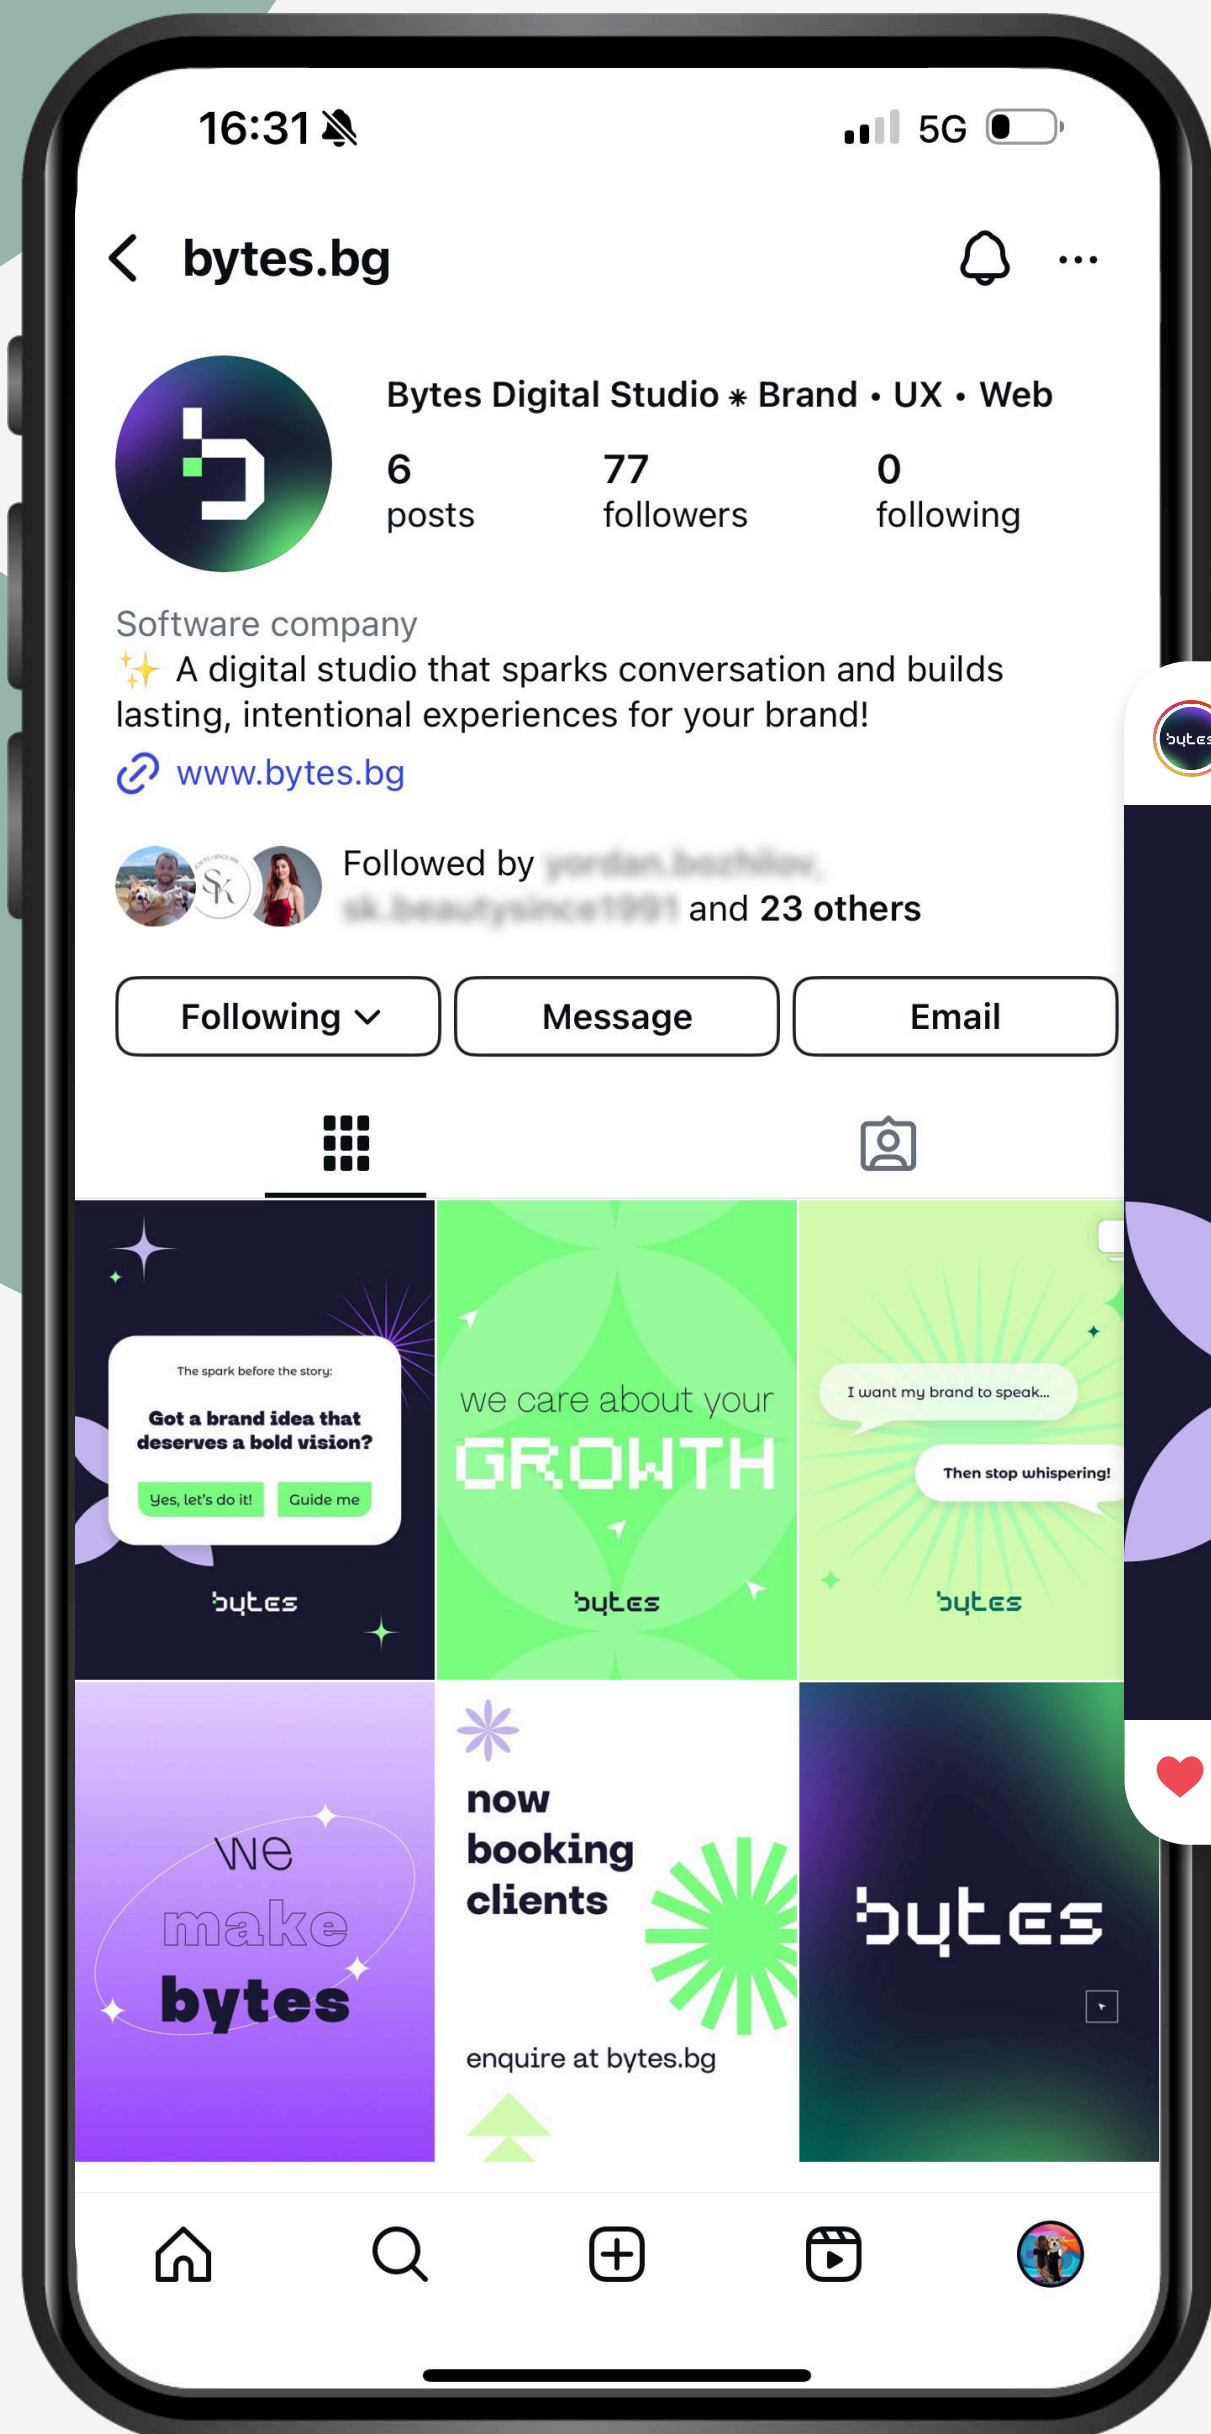 16:31
5G
bytes.bg
Bytes Digital Studio ⁕ Brand • UX • Web
6
posts
77
followers
0
following
Software company
✨ A digital studio that sparks conversation and builds
lasting, intentional experiences for your brand!
www.bytes.bg
Followed by
and 23 others
SK
Following
Message
Email
bytes
The spark before the story:
Got a brand idea that
deserves a bold vision?
Yes, let's do it!
Guide me
bytes
we care about your
GROWTH
bytes
I want my brand to speak...
Then stop whispering!
bytes
we
make
bytes
now
booking
clients
enquire at bytes.bg
bytes